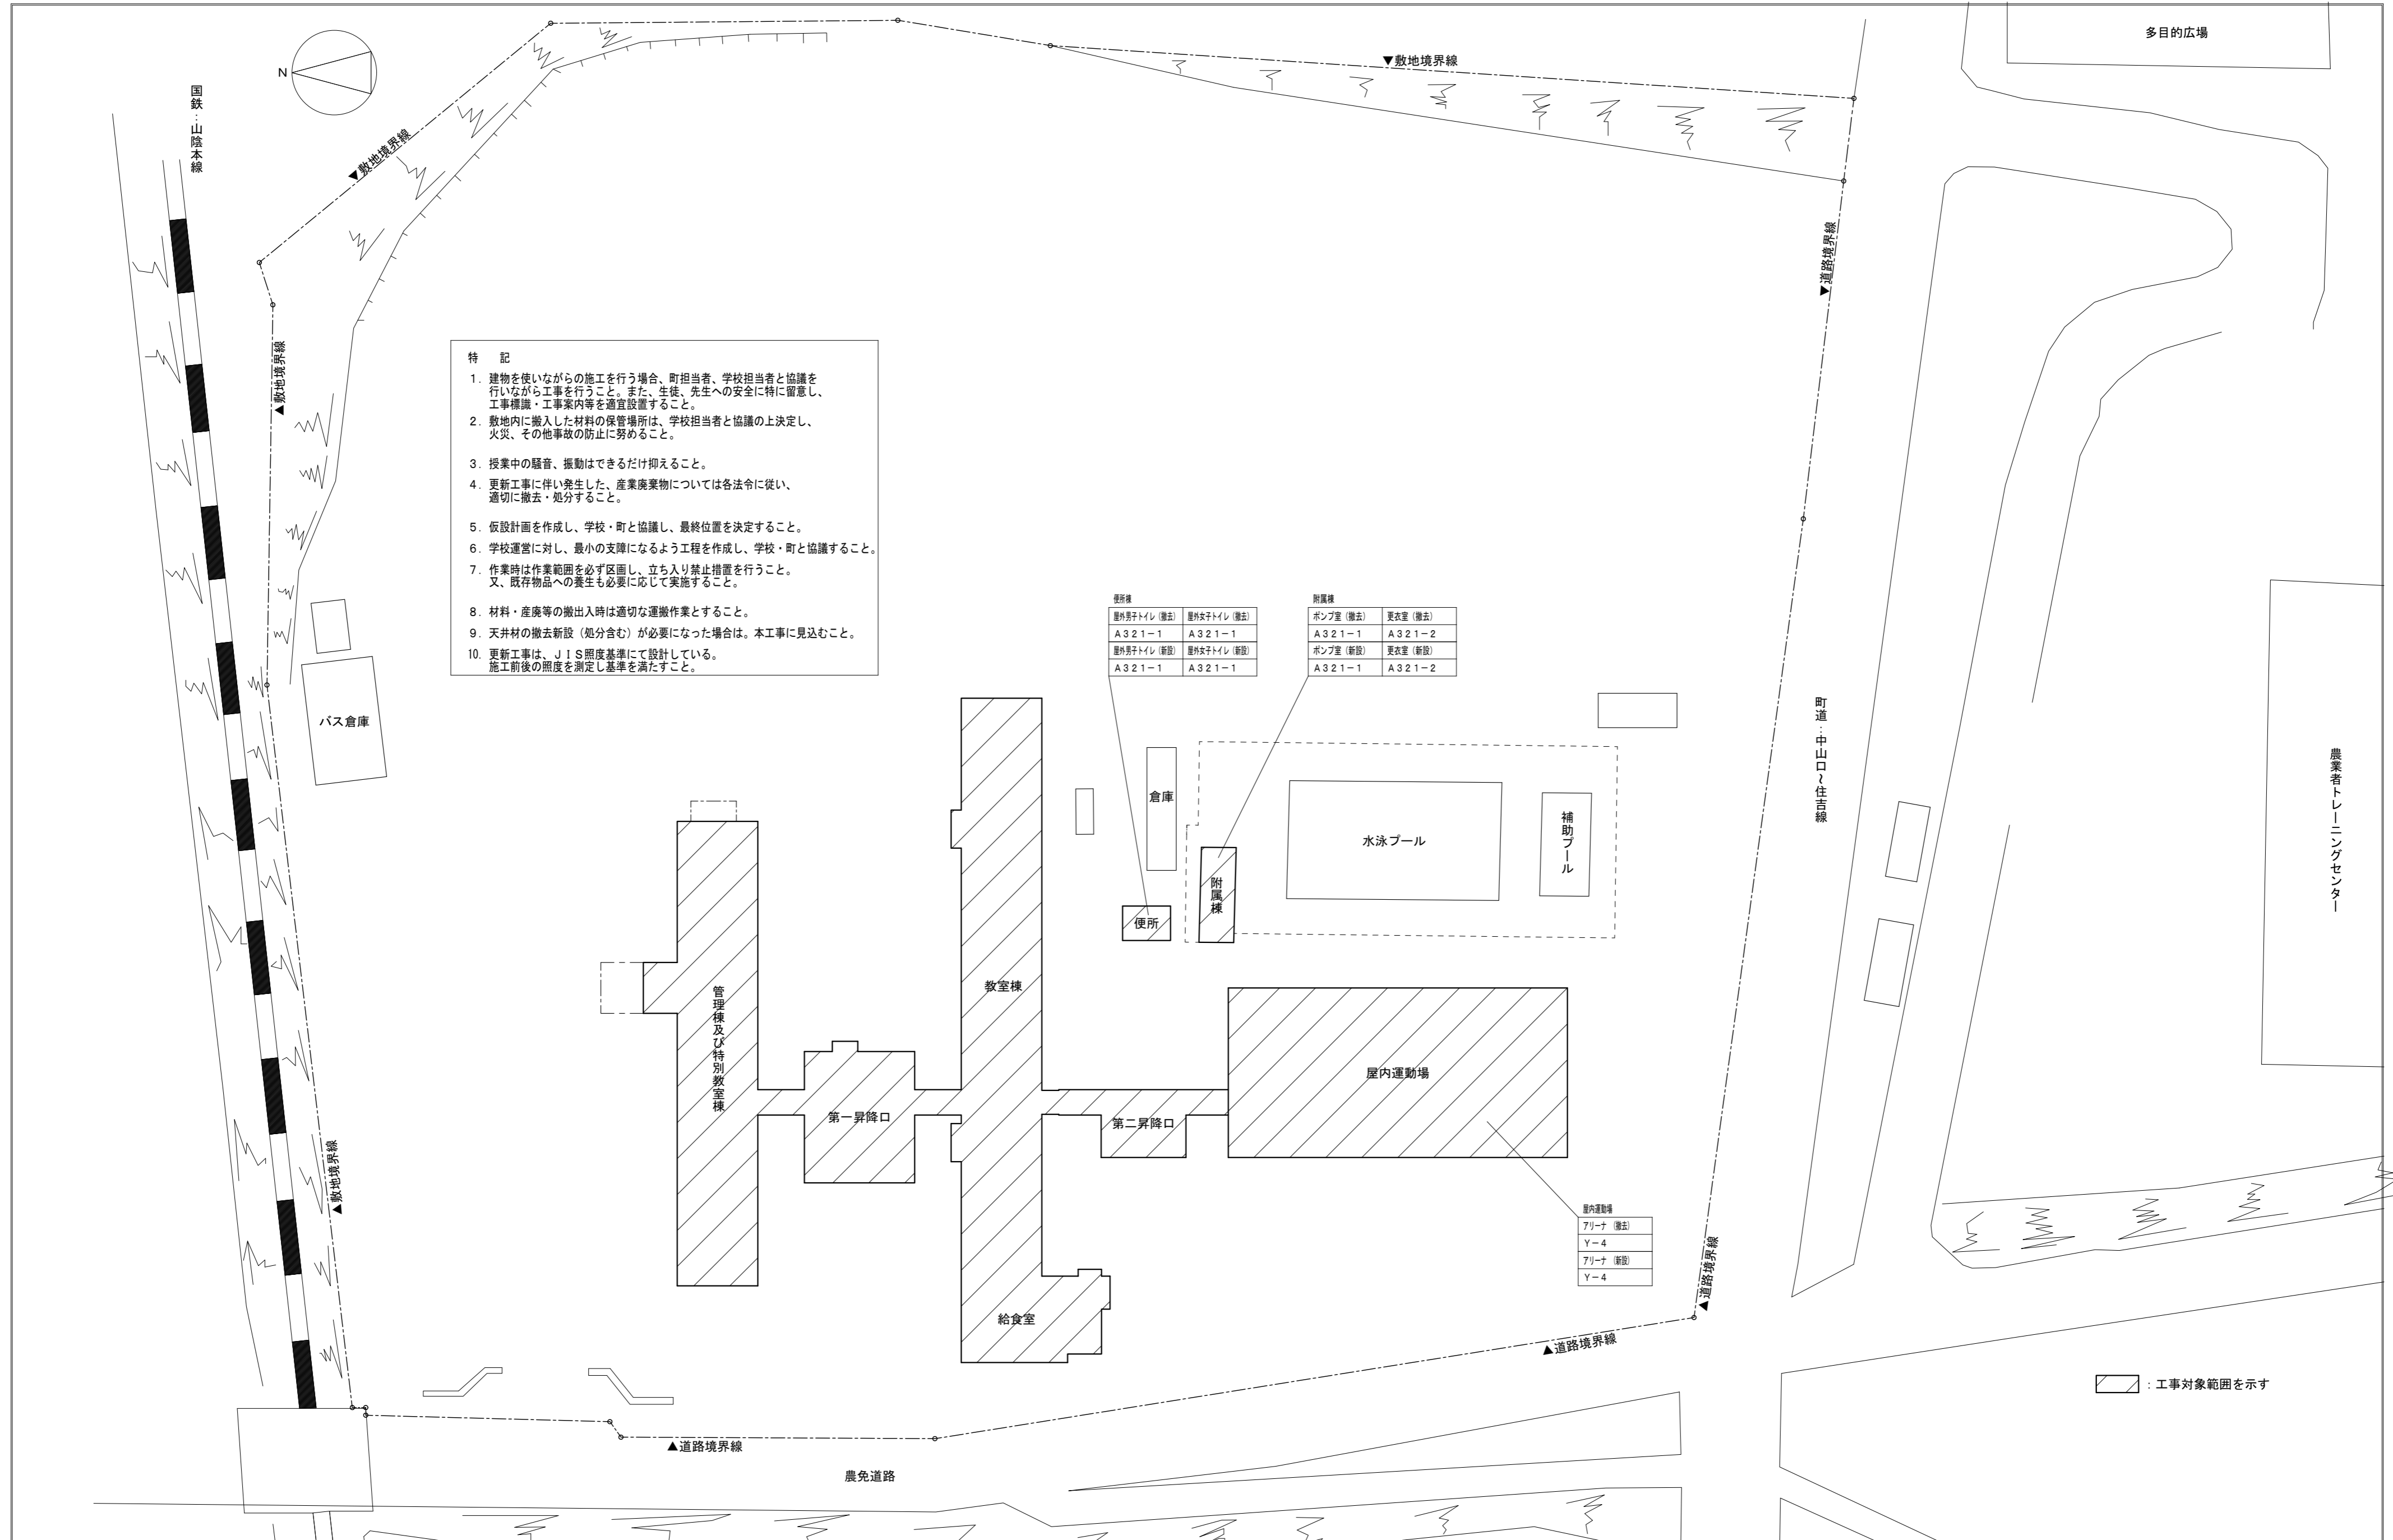 多目的広場
▼敷地境界線
N
国鉄：山陰本線
▼敷地境界線
▼道路境界線
▼敷地境界線
特　記
1．建物を使いながらの施工を行う場合、町担当者、学校担当者と協議を
行いながら工事を行うこと。また、生徒、先生への安全に特に留意し、
工事標識・工事案内等を適宜設置すること。
2．敷地内に搬入した材料の保管場所は、学校担当者と協議の上決定し、
火災、その他事故の防止に努めること。
3．授業中の騒音、振動はできるだけ抑えること。
4．更新工事に伴い発生した、産業廃棄物については各法令に従い、
適切に撤去・処分すること。
5．仮設計画を作成し、学校・町と協議し、最終位置を決定すること。
6．学校運営に対し、最小の支障になるよう工程を作成し、学校・町と協議すること。
7．作業時は作業範囲を必ず区画し、立ち入り禁止措置を行うこと。
又、既存物品への養生も必要に応じて実施すること。
8．材料・産廃等の搬出入時は適切な運搬作業とすること。
9．天井材の撤去新設（処分含む）が必要になった場合は。本工事に見込むこと。
10．更新工事は、ＪＩＳ照度基準にて設計している。
施工前後の照度を測定し基準を満たすこと。
便所棟
屋外男子トイレ（撤去） 屋外女子トイレ（撤去）
Ａ３２１−１ Ａ３２１−１
屋外男子トイレ（新設） 屋外女子トイレ（新設）
Ａ３２１−１ Ａ３２１−１
附属棟
ポンプ室（撤去） 更衣室（撤去）
Ａ３２１−１ Ａ３２１−２
ポンプ室（新設） 更衣室（新設）
Ａ３２１−１ Ａ３２１−２
バス倉庫
町道：中山口～住吉線
農業者トレーニングセンター
倉庫
水泳プール
補助プール
附属棟
便所
教室棟
管理棟及び特別教室棟
屋内運動場
第一昇降口
第二昇降口
▲敷地境界線
屋内運動場
アリーナ（撤去）
Ｙ−４
アリーナ（新設）
Ｙ−４
▲道路境界線
給食室
▲道路境界線
：工事対象範囲を示す
▲道路境界線
農免道路